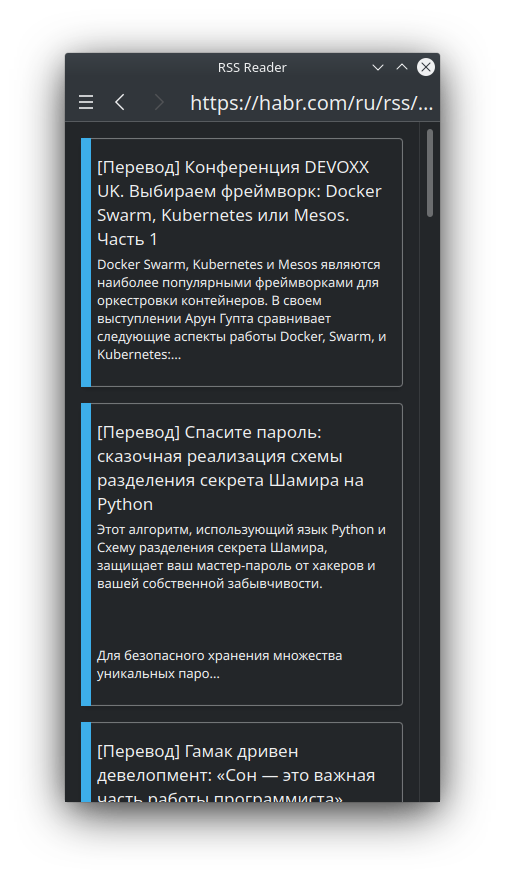 RSS Reader
https://habr.com/ru/rss/...
[Перевод] Конференция DEVOXX
UK. Выбираем фреймворк: Docker
Swarm, Kubernetes или Mesos.
Часть 1
Docker Swarm, Kubernetes и Mesos являются
наиболее популярными фреймворками для
оркестровки контейнеров. В своем
выступлении Арун Гупта сравнивает
следующие аспекты работы Docker, Swarm, и
Kubernetes:...
[Перевод] Спасите пароль:
сказочная реализация схемы
разделения секрета Шамира на
Python
Этот алгоритм, использующий язык Python и
Схему разделения секрета Шамира,
защищает ваш мастер-пароль от хакеров и
вашей собственной забывчивости.
Для безопасного хранения множества
уникальных паро...
[Перевод] Гамак дривен
девелопмент: «Сон — это важная
часть работы программиста»